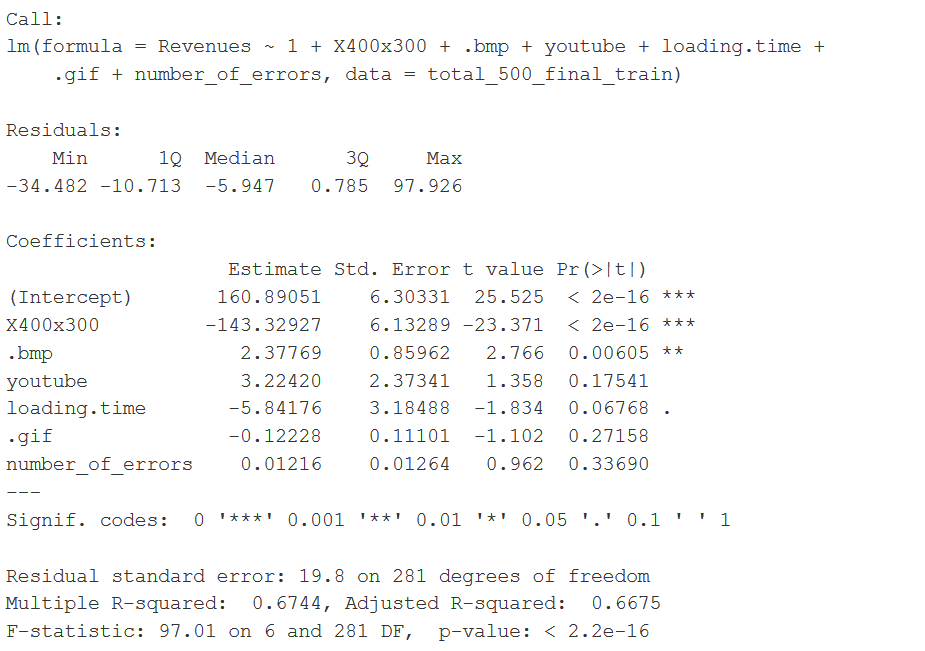 Call:
lm(formula = Revenues ~ 1 + X400x300 + .bmp + youtube + loading.time +
    .gif + number_of_errors, data = total_500_final_train)

Residuals:
    Min      1Q  Median      3Q     Max
-34.482 -10.713  -5.947   0.785  97.926

Coefficients:
                   Estimate Std. Error t value Pr(>|t|)
(Intercept)       160.89051    6.30331  25.525  < 2e-16 ***
X400x300         -143.32927    6.13289 -23.371  < 2e-16 ***
.bmp                2.37769    0.85962   2.766  0.00605 **
youtube             3.22420    2.37341   1.358  0.17541
loading.time       -5.84176    3.18488  -1.834  0.06768 .
.gif               -0.12228    0.11101  -1.102  0.27158
number_of_errors    0.01216    0.01264   0.962  0.33690
---
Signif. codes:  0 '***' 0.001 '**' 0.01 '*' 0.05 '.' 0.1 ' ' 1

Residual standard error: 19.8 on 281 degrees of freedom
Multiple R-squared:  0.6744, Adjusted R-squared:  0.6675
F-statistic: 97.01 on 6 and 281 DF,  p-value: < 2.2e-16